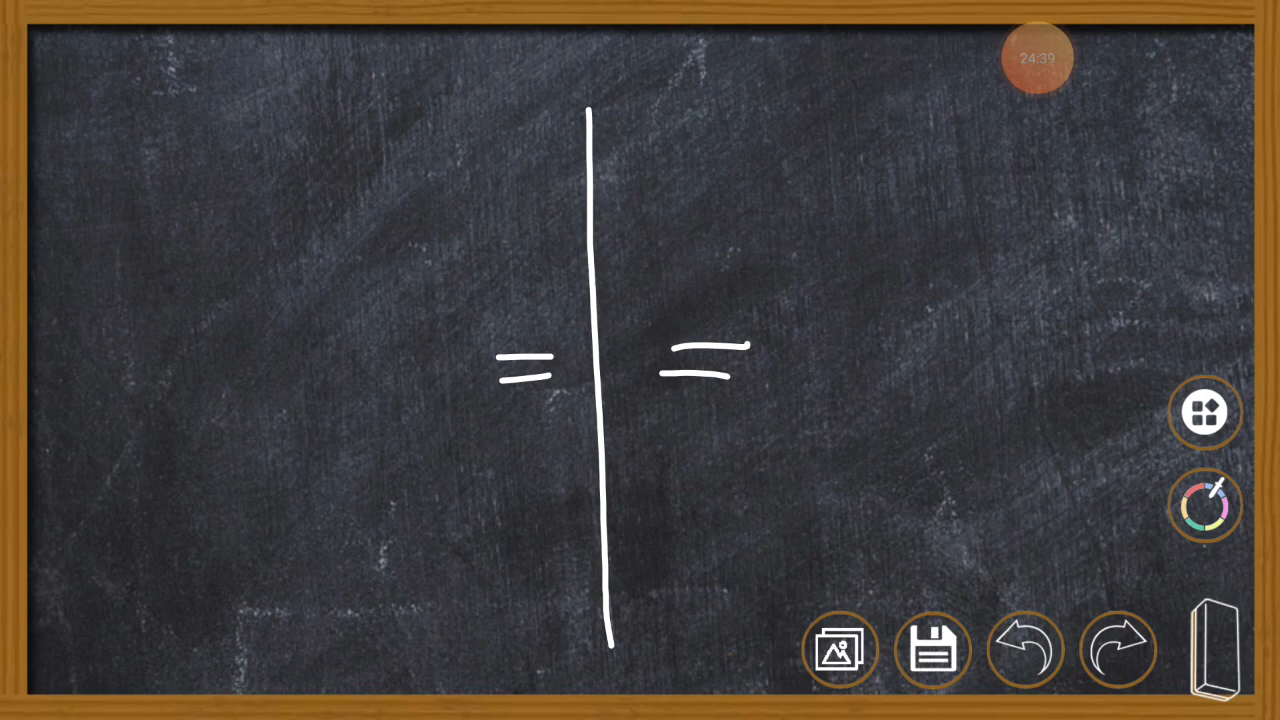 24:39
= | =